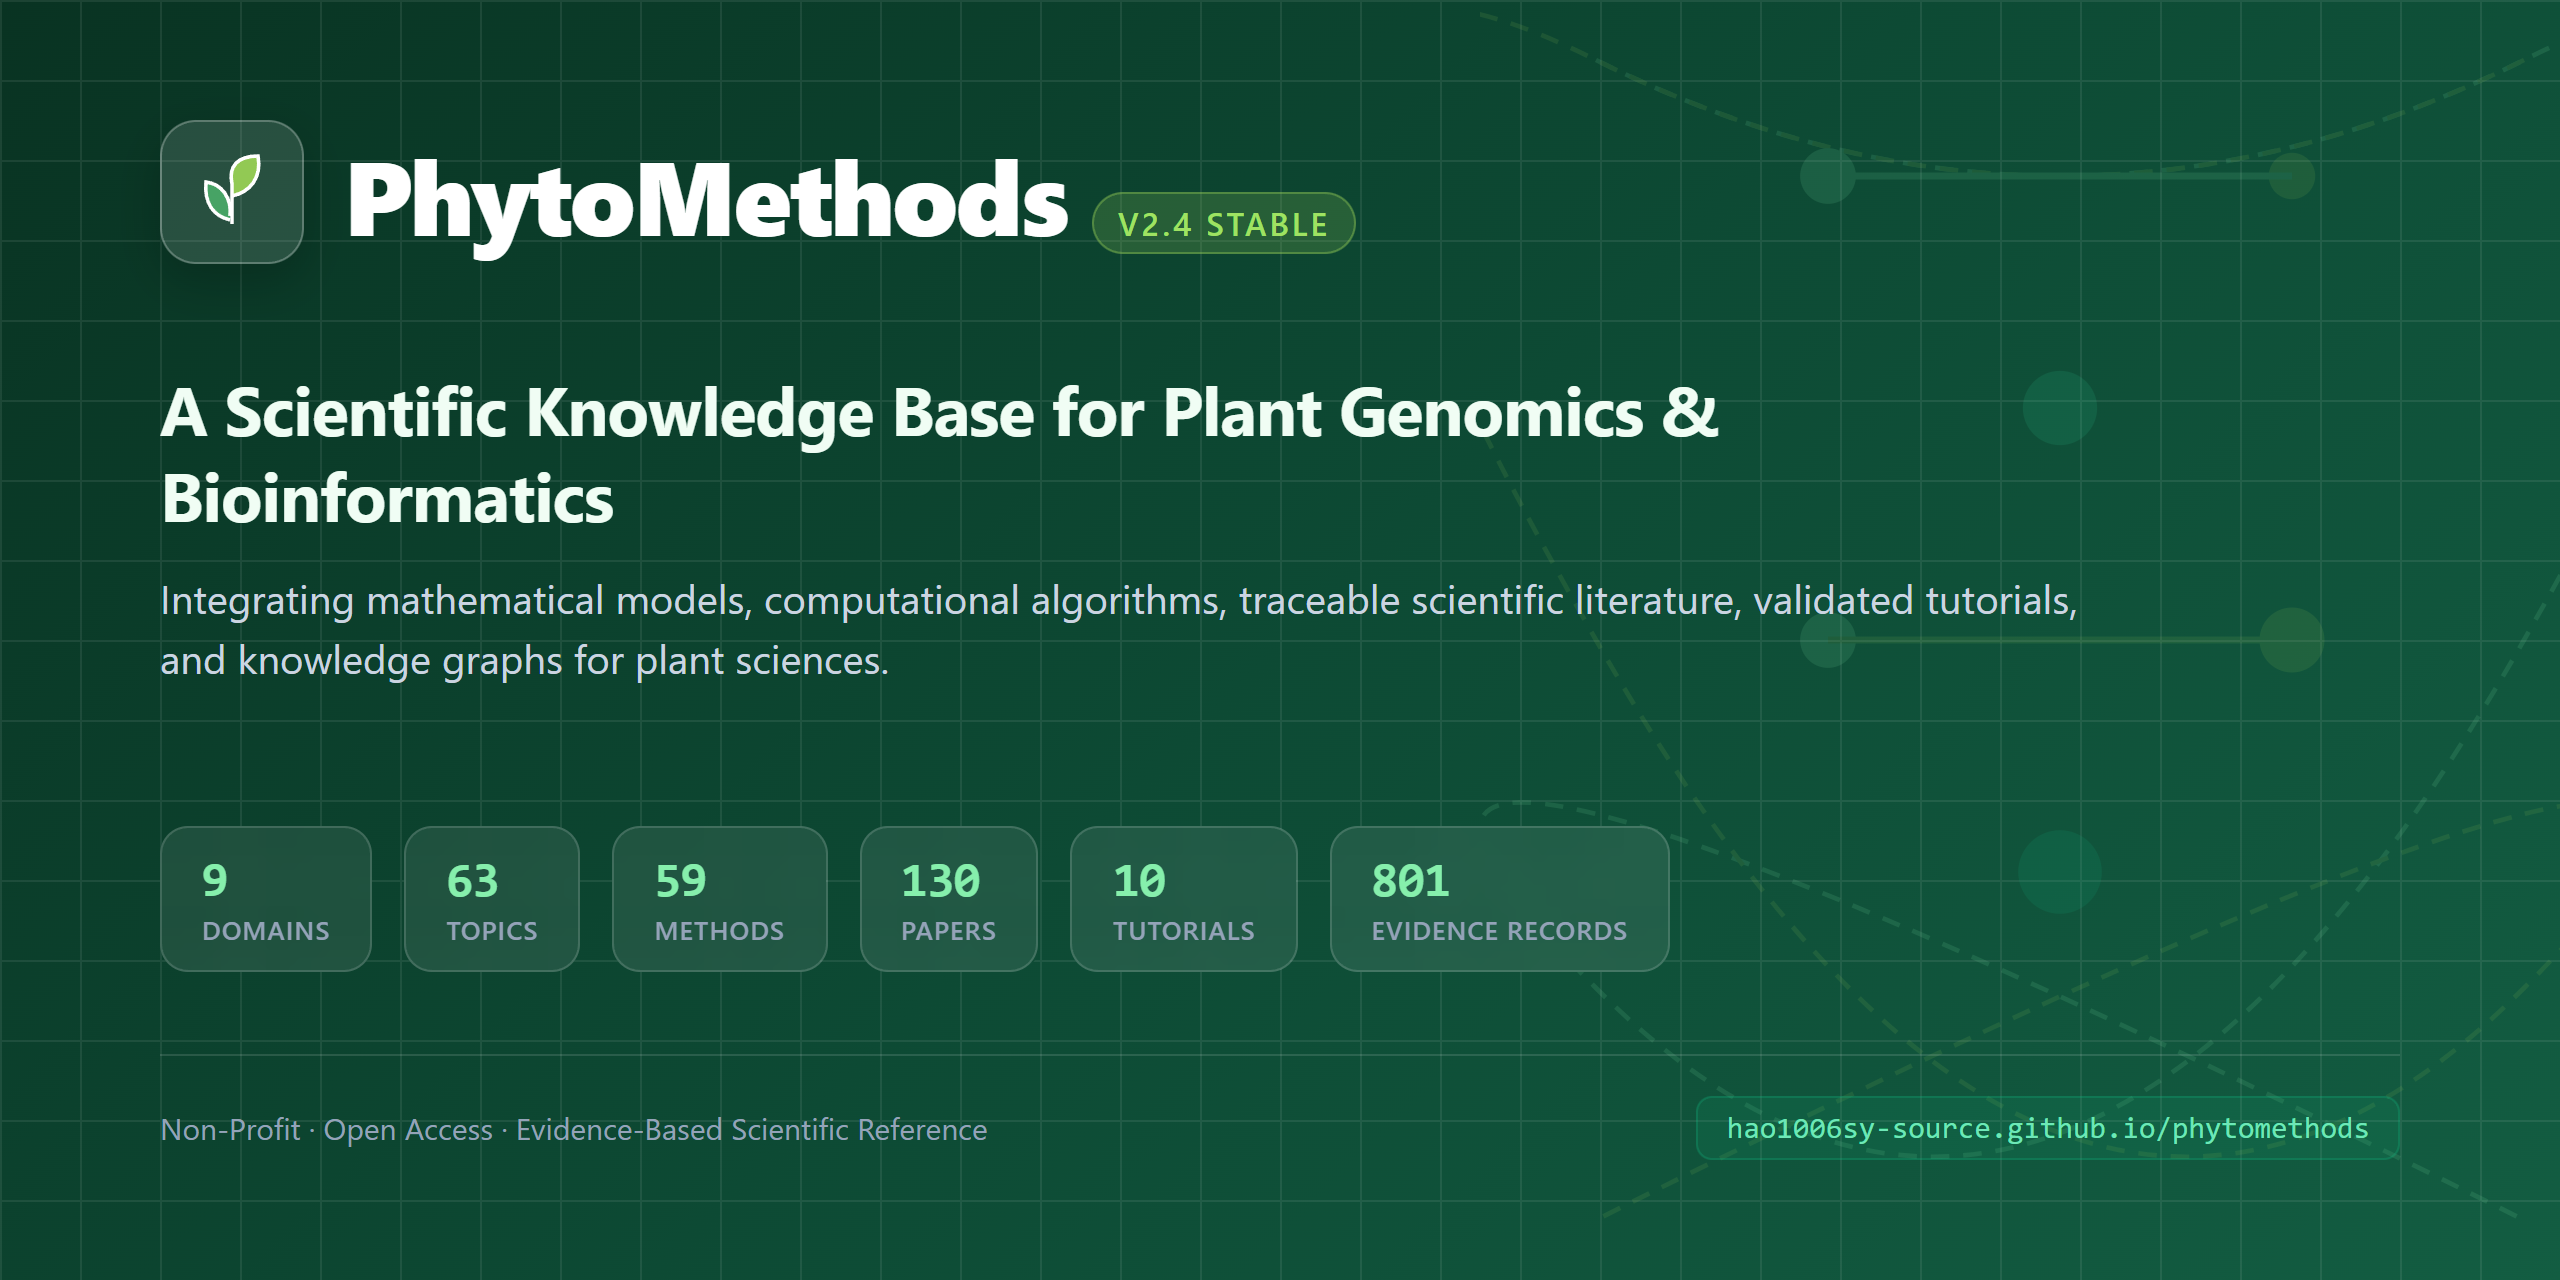 PhytoMethods
V2.4 STABLE
A Scientific Knowledge Base for Plant Genomics &
Bioinformatics
Integrating mathematical models, computational algorithms, traceable scientific literature, validated tutorials,
and knowledge graphs for plant sciences.
9
DOMAINS
63
TOPICS
59
METHODS
130
PAPERS
10
TUTORIALS
801
EVIDENCE RECORDS
Non-Profit · Open Access · Evidence-Based Scientific Reference
hao1006sy-source.github.io/phytomethods